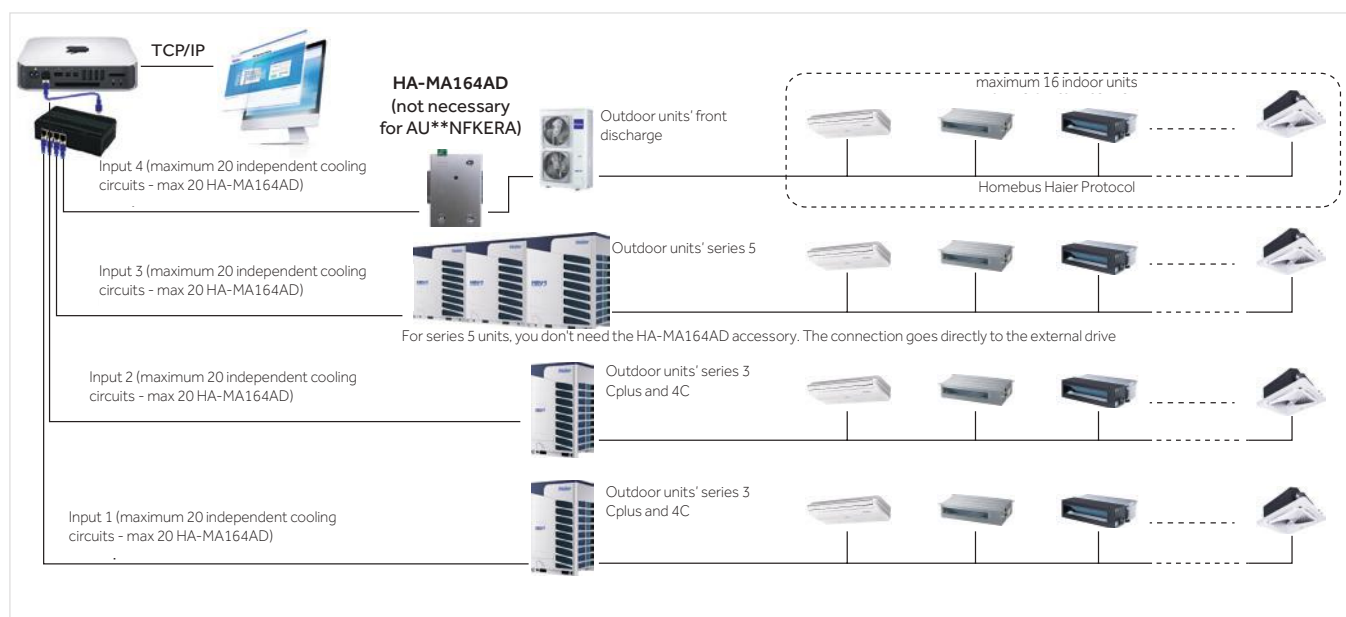 TCP/IP
HA-MA164AD
(not necessary
for AU**NFKERA)
Outdoor units' front
discharge
maximum 16 indoor units
Homebus Haier Protocol
Input 4 (maximum 20 independent cooling
circuits - max 20 HA-MA164AD)
Input 3 (maximum 20 independent cooling
circuits - max 20 HA-MA164AD)
Outdoor units' series 5
For series 5 units, you don't need the HA-MA164AD accessory. The connection goes directly to the external drive
Input 2 (maximum 20 independent cooling
circuits - max 20 HA-MA164AD)
Outdoor units' series 3
Cplus and 4C
Input 1 (maximum 20 independent cooling
circuits - max 20 HA-MA164AD)
Outdoor units' series 3
Cplus and 4C